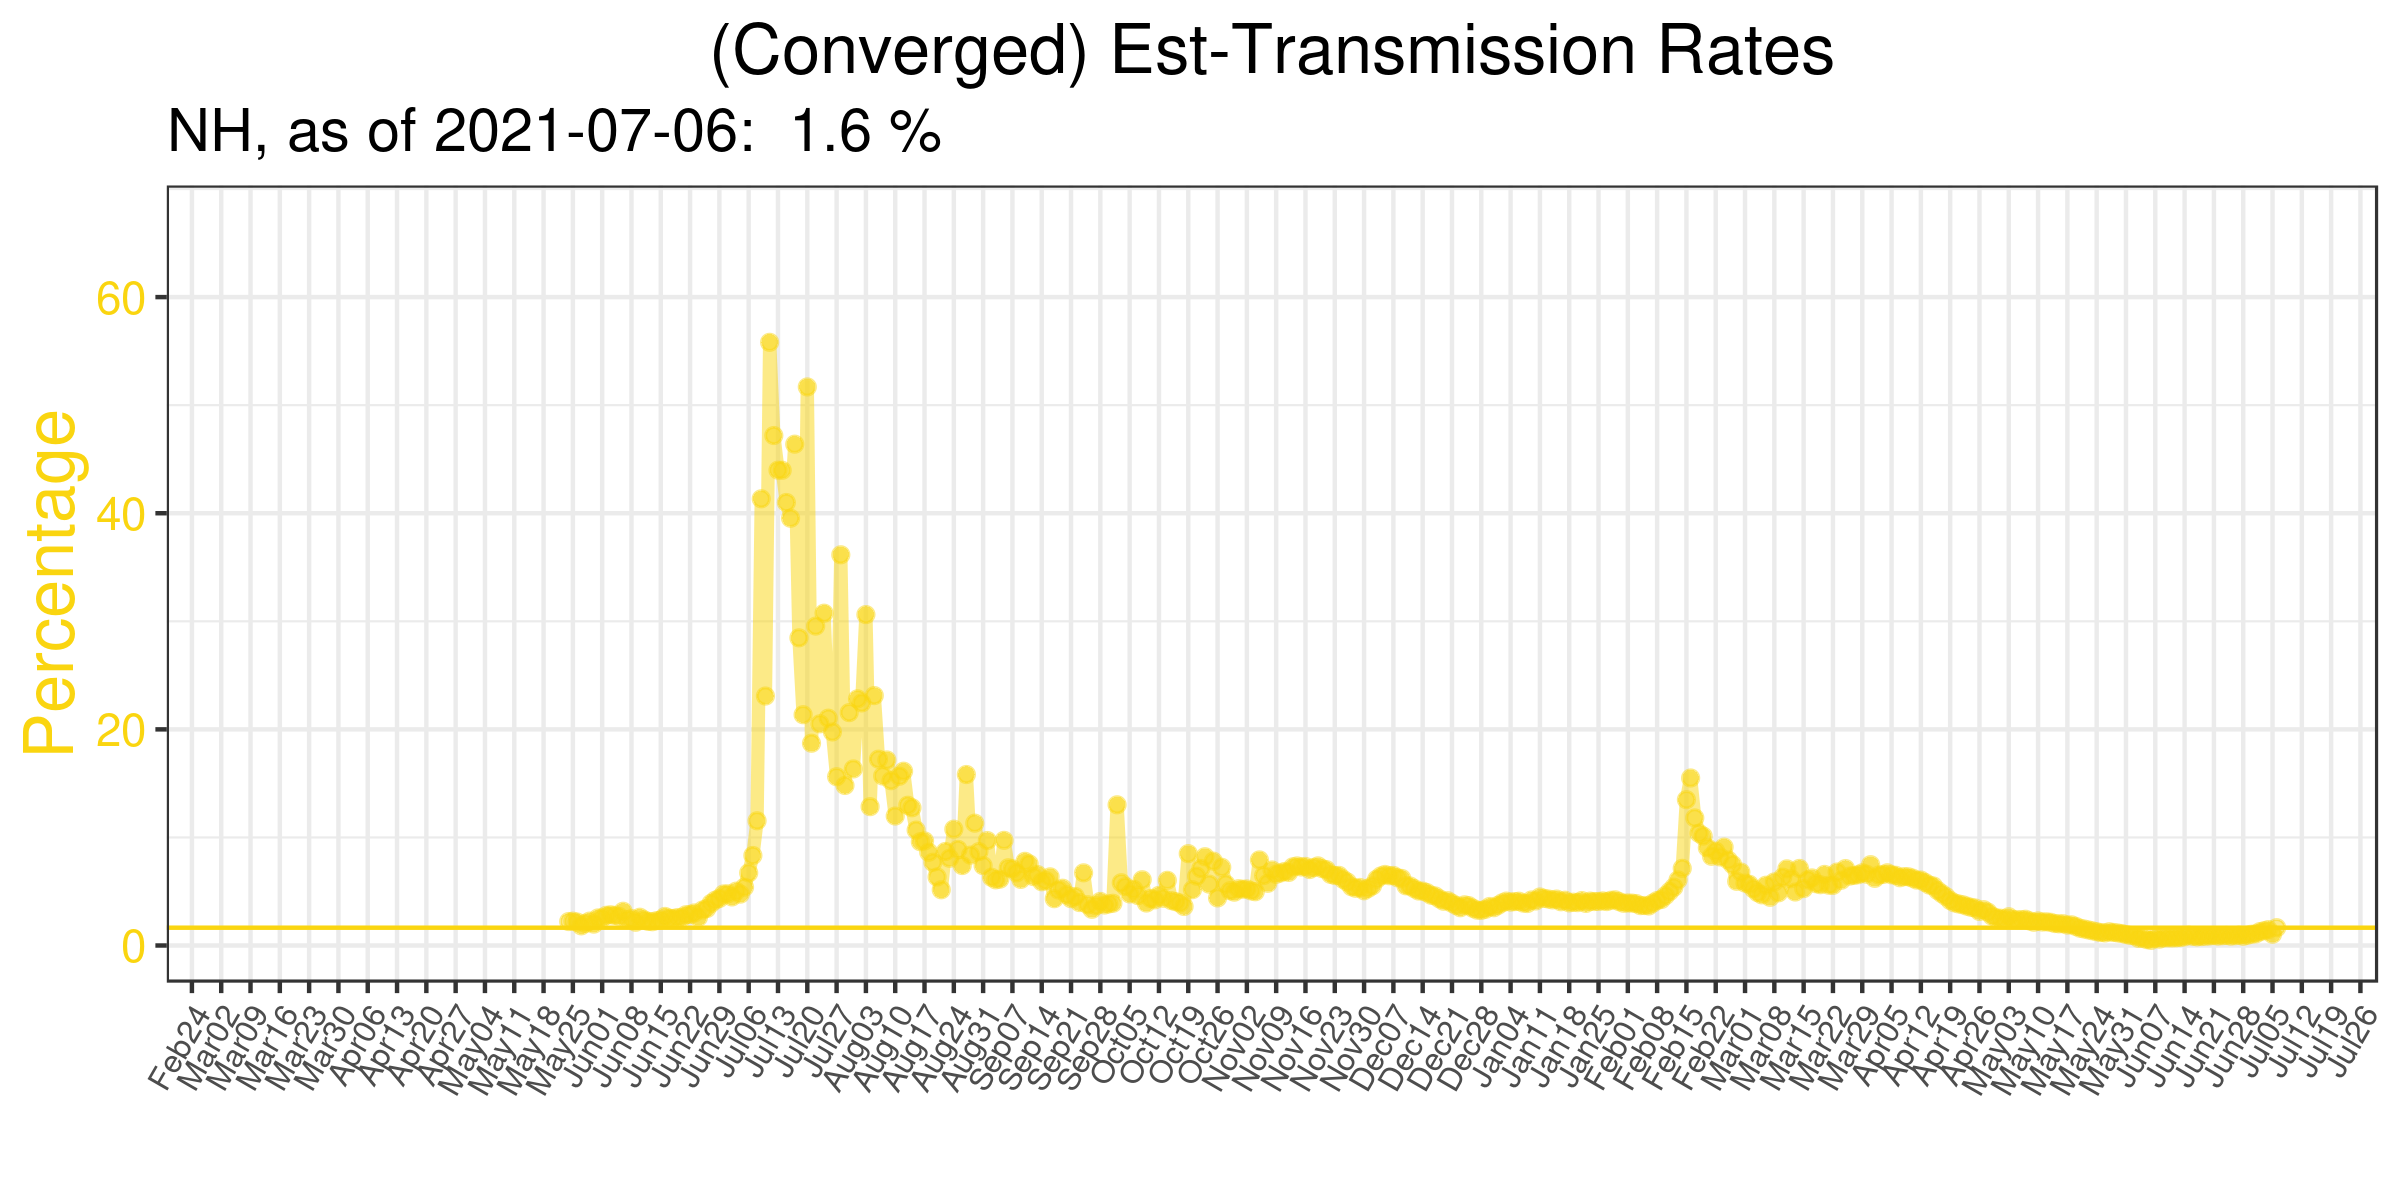 (Converged) Est-Transmission Rates
NH, as of 2021-07-06:  1.6 %
Percentage
60
40
20
0
Feb24
Mar02
Mar09
Mar16
Mar23
Mar30
Apr06
Apr13
Apr20
Apr27
May04
May11
May18
May25
Jun01
Jun08
Jun15
Jun22
Jun29
Jul06
Jul13
Jul20
Jul27
Aug03
Aug10
Aug17
Aug24
Aug31
Sep07
Sep14
Sep21
Sep28
Oct05
Oct12
Oct19
Oct26
Nov02
Nov09
Nov16
Nov23
Nov30
Dec07
Dec14
Dec21
Dec28
Jan04
Jan11
Jan18
Jan25
Feb01
Feb08
Feb15
Feb22
Mar01
Mar08
Mar15
Mar22
Mar29
Apr05
Apr12
Apr19
Apr26
May03
May10
May17
May24
May31
Jun07
Jun14
Jun21
Jun28
Jul05
Jul12
Jul19
Jul26